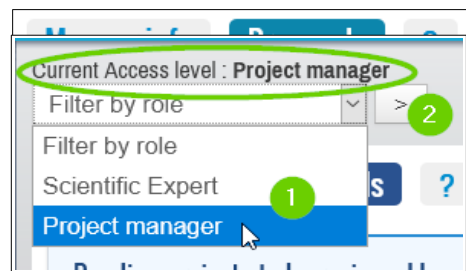 Current Access level : Project manager
Filter by role
> 2
Filter by role
Scientific Expert
1
s ?
Project manager